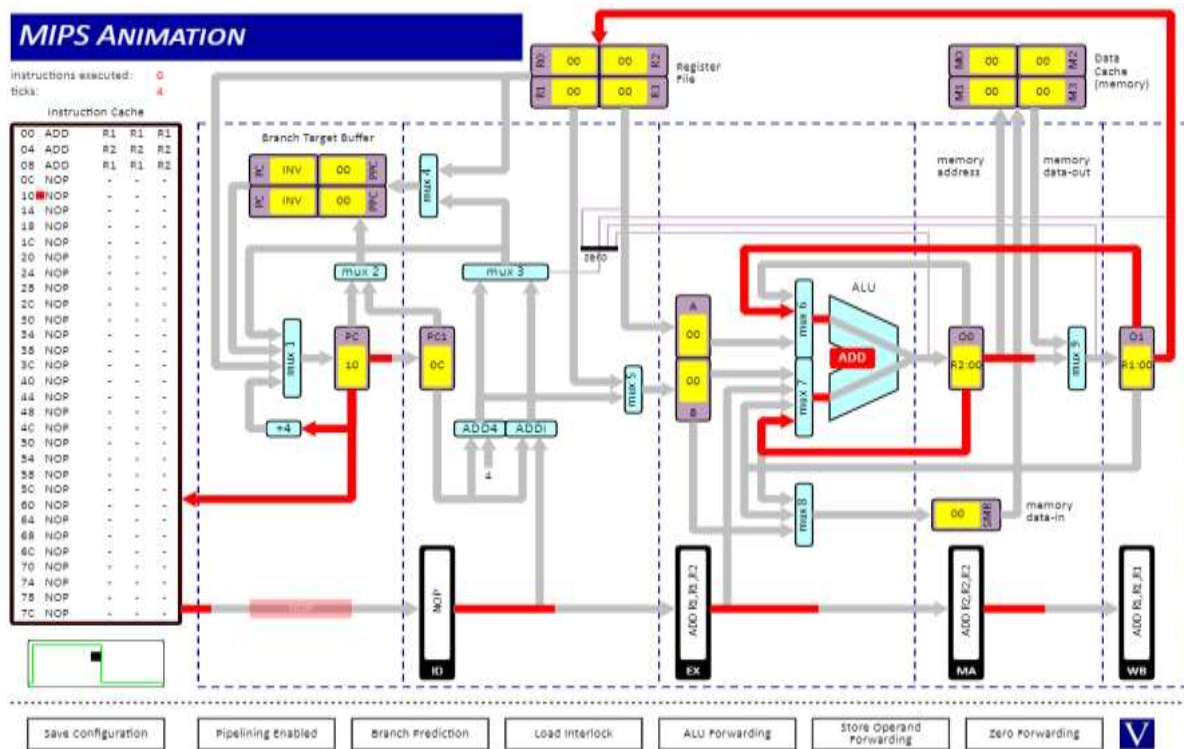 MIPS ANIMATION
instructions executed: 0
ticks: 4
Instruction Cache
00 ADD R1 R1 R1
04 ADD R2 R2 R2
08 ADD R1 R1 R2
0C NOP - - -
10 NOP - - -
14 NOP - - -
18 NOP - - -
1C NOP - - -
20 NOP - - -
24 NOP - - -
28 NOP - - -
2C NOP - - -
30 NOP - - -
34 NOP - - -
38 NOP - - -
3C NOP - - -
40 NOP - - -
44 NOP - - -
48 NOP - - -
4C NOP - - -
50 NOP - - -
54 NOP - - -
58 NOP - - -
5C NOP - - -
60 NOP - - -
64 NOP - - -
68 NOP - - -
6C NOP - - -
70 NOP - - -
74 NOP - - -
78 NOP - - -
7C NOP - - -
Branch Target Buffer
PC INV 00 PPC
PC INV 00 PPC
mux 4
mux 2
mux 3
mux 1
PC
10
PC1
0C
+4
ADD4
ADDi
4
zero
mux 5
R0 00 00 R2
R1 00 00 R3
Register
File
A
00
00
B
mux 6
mux 7
mux 8
ALU
ADD
O0
R2:00
mux 9
O1
R1:00
M0 00 00 M2
M1 00 00 M3
Data
Cache
(memory)
memory
address
memory
data-out
00 SMR
memory
data-in
NOP
ID
ADD R1,R1,R2
EX
ADD R2,R2,R2
MA
ADD R1,R1,R1
WB
Save Configuration
Pipelining Enabled
Branch Prediction
Load Interlock
ALU Forwarding
Store Operand
Forwarding
Zero Forwarding
V